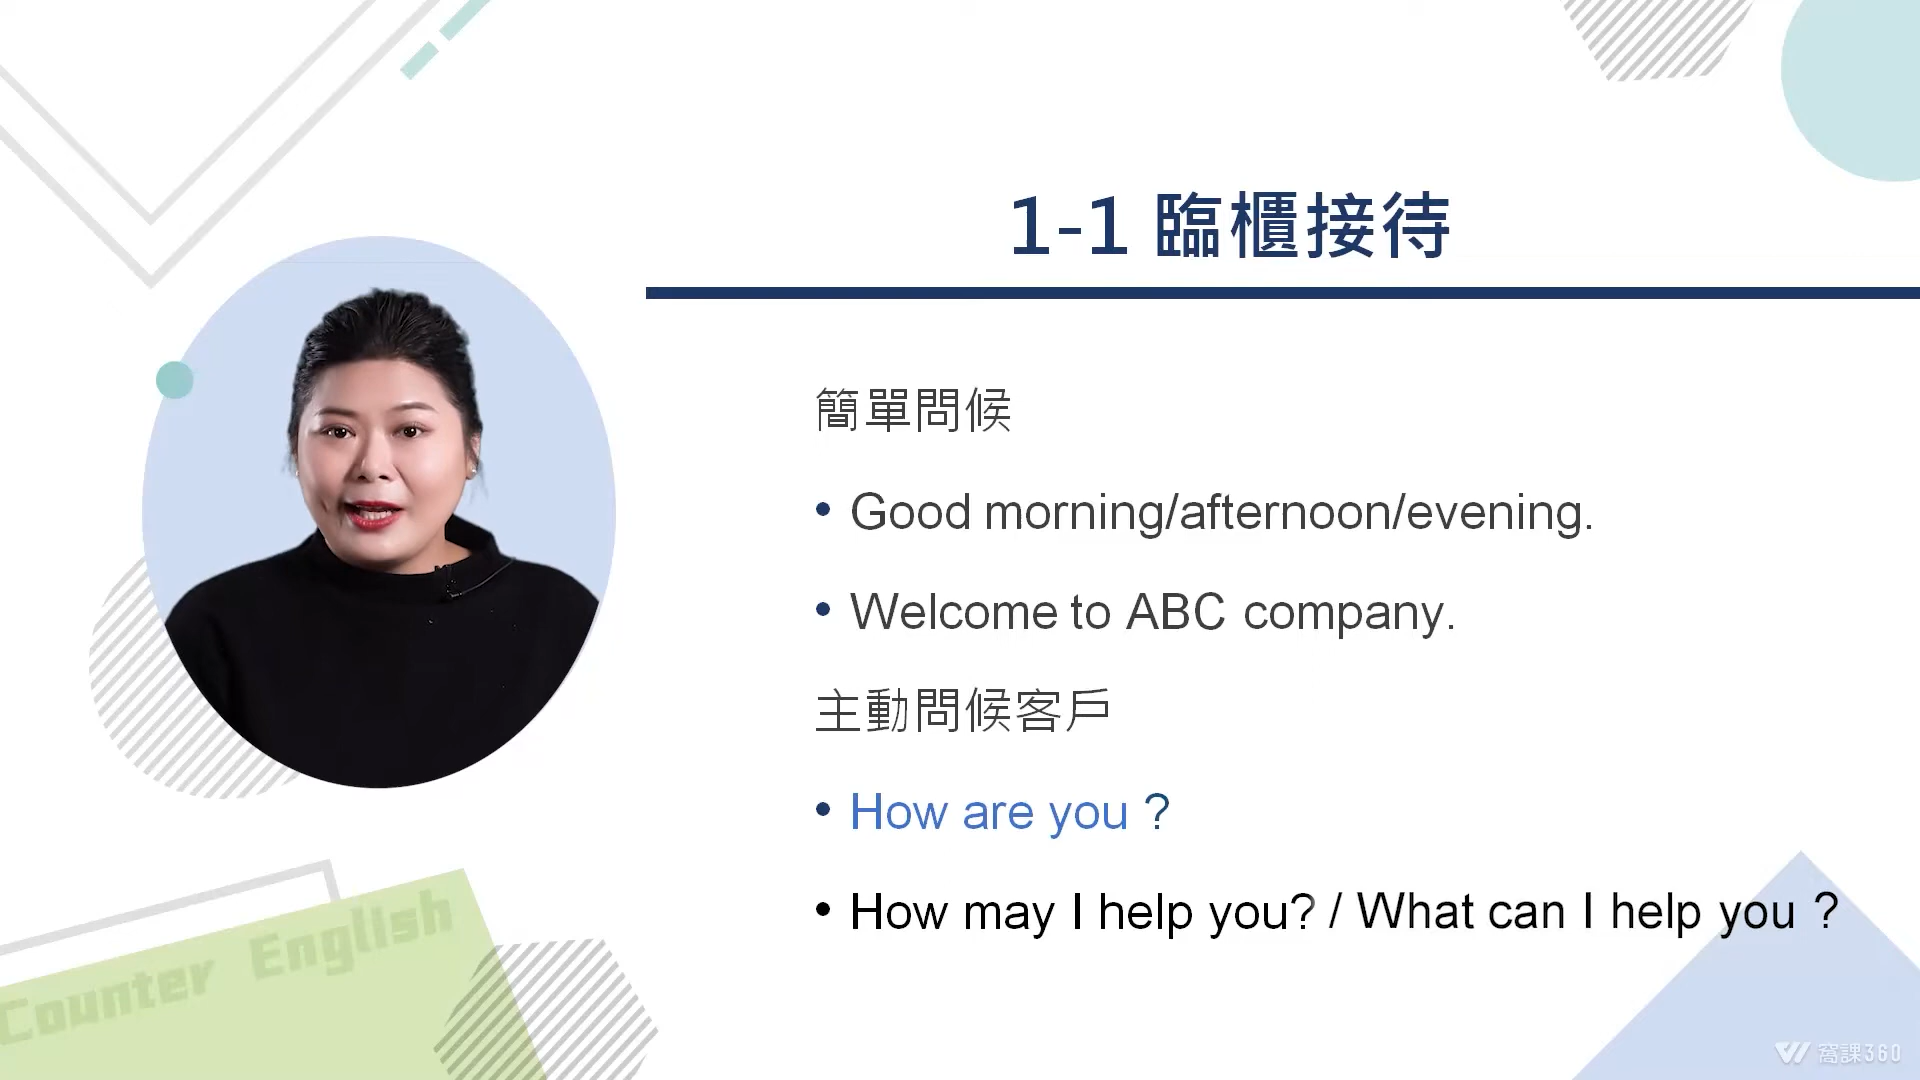 1-1 臨櫃接待
簡單問候
• Good morning/afternoon/evening.
• Welcome to ABC company.
主動問候客戶
• How are you ?
• How may I help you? / What can I help you ?
Counter English
窩課360